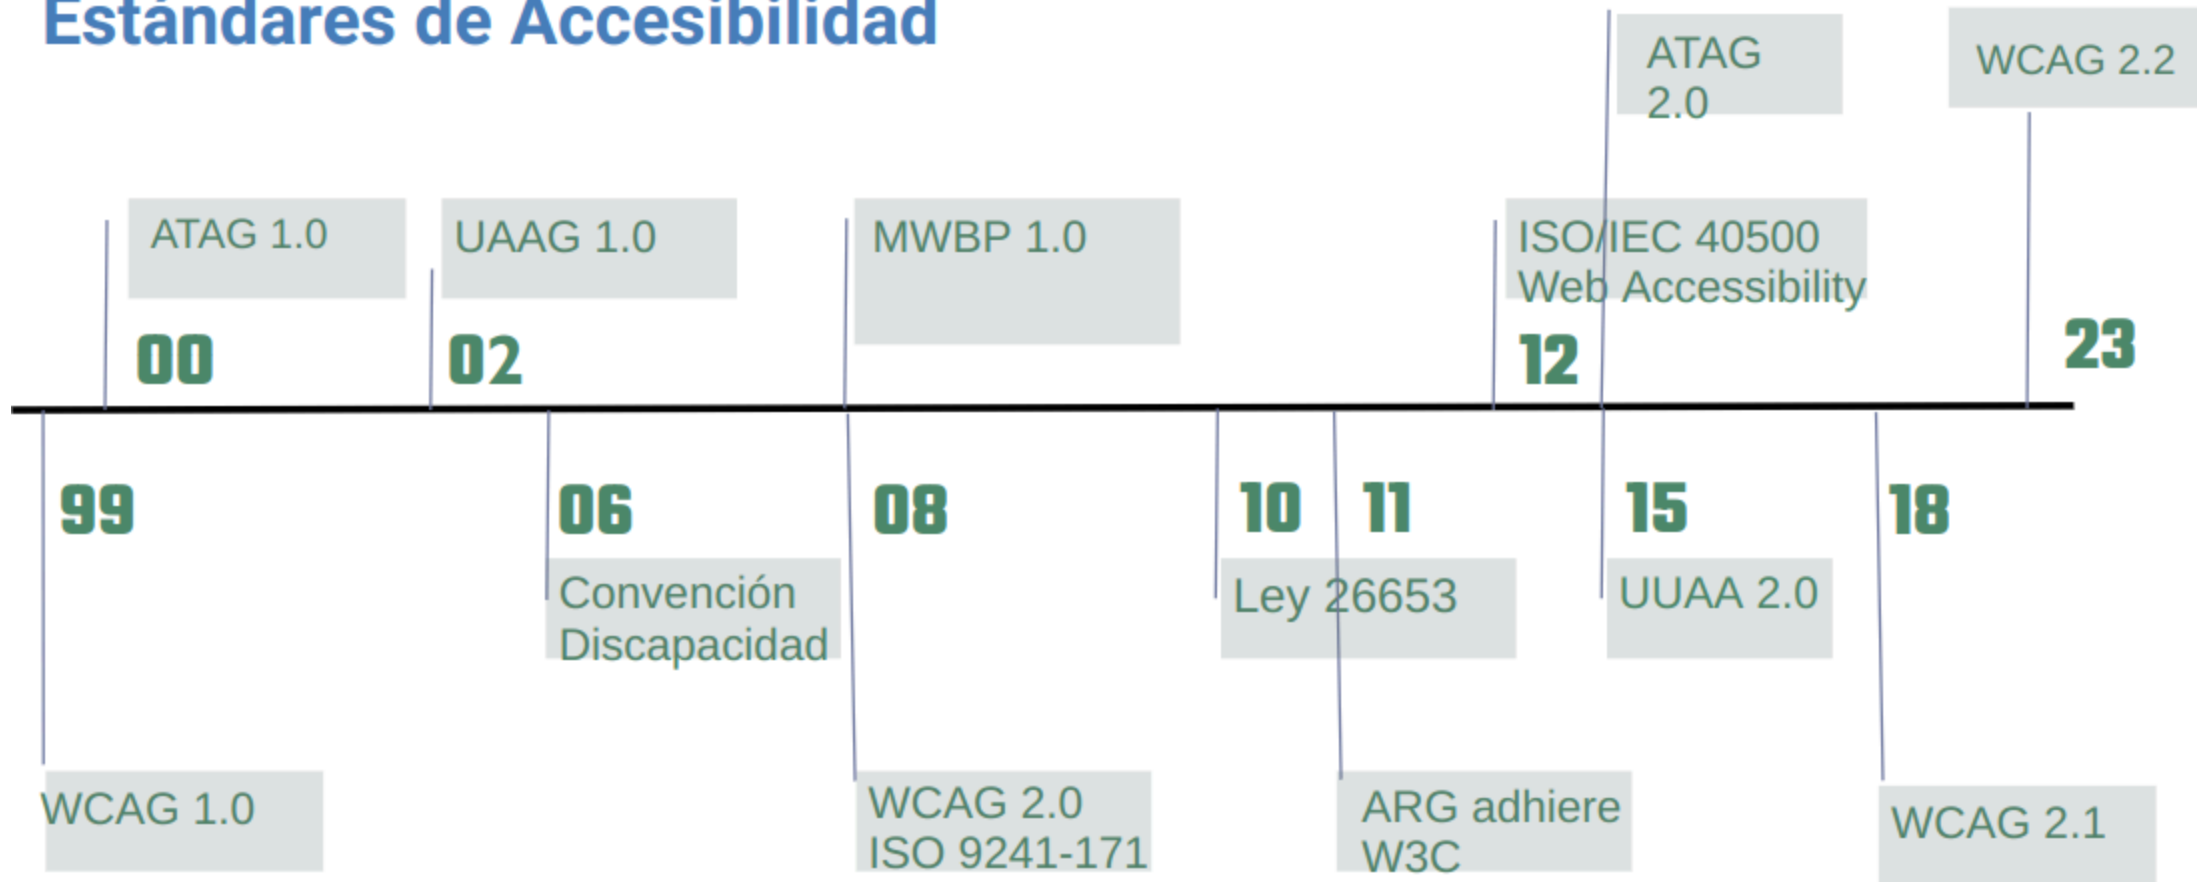 Estándares de Accesibilidad
ATAG
2.0
WCAG 2.2
ATAG 1.0
UAAG 1.0
MWBP 1.0
ISO/IEC 40500
Web Accessibility
00
02
12
23
99
06
08
10
11
15
18
Convención
Discapacidad
Ley 26653
UUAA 2.0
WCAG 1.0
WCAG 2.0
ISO 9241-171
ARG adhiere
W3C
WCAG 2.1